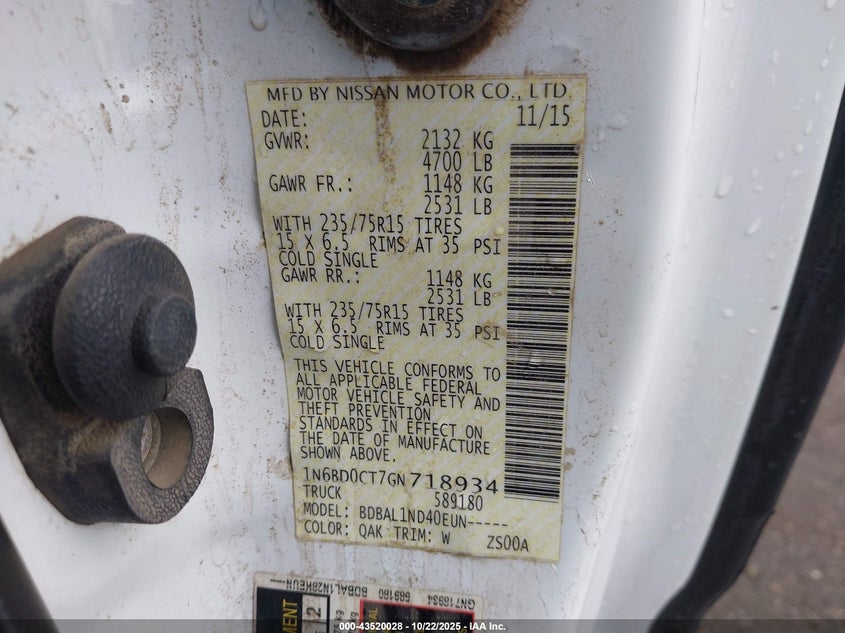 MFD BY NISSAN MOTOR CO., LTD.
DATE: 11/15
GVWR: 2132 KG
4700 LB
GAWR FR.: 1148 KG
2531 LB
WITH 235/75R15 TIRES
15 X 6.5 RIMS AT 35 PSI
COLD SINGLE
GAWR RR.: 1148 KG
2531 LB
WITH 235/75R15 TIRES
15 X 6.5 RIMS AT 35 PSI
COLD SINGLE
THIS VEHICLE CONFORMS TO
ALL APPLICABLE FEDERAL
MOTOR VEHICLE SAFETY AND
THEFT PREVENTION
STANDARDS IN EFFECT ON
THE DATE OF MANUFACTURE
SHOWN ABOVE.
1N6BD0CT7GN718934
TRUCK 589180
MODEL: BDBAL1ND40EUN-----
COLOR: QAK TRIM: W ZS00A
GN718934
000-43520028 - 10/22/2025 - IAA Inc.